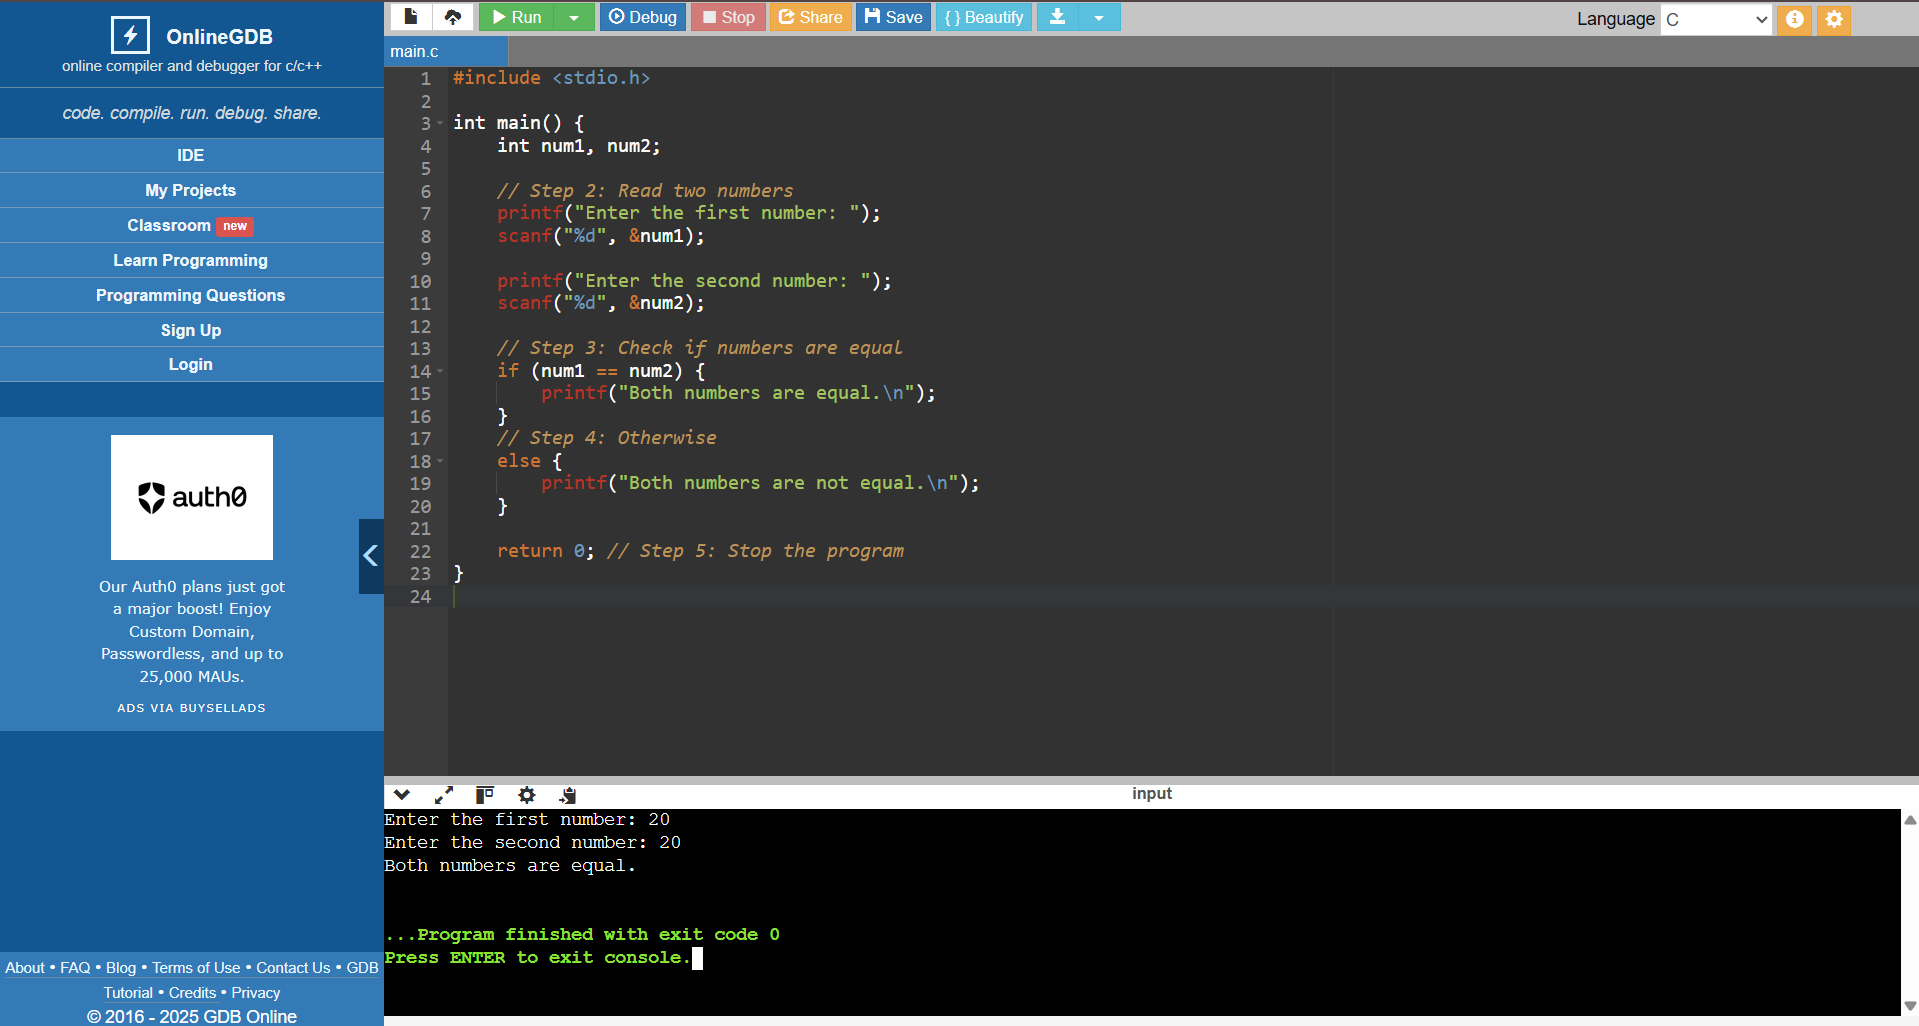 OnlineGDB
online compiler and debugger for c/c++
code. compile. run. debug. share.
IDE
My Projects
Classroom new
Learn Programming
Programming Questions
Sign Up
Login
auth0
Our Auth0 plans just got
a major boost! Enjoy
Custom Domain,
Passwordless, and up to
25,000 MAUs.
ADS VIA BUYSELLADS
About • FAQ • Blog • Terms of Use • Contact Us • GDB
Tutorial • Credits • Privacy
© 2016 - 2025 GDB Online
Run Debug Stop Share Save { } Beautify Language C
main.c
1 #include <stdio.h>
2
3 int main() {
4     int num1, num2;
5
6     // Step 2: Read two numbers
7     printf("Enter the first number: ");
8     scanf("%d", &num1);
9
10     printf("Enter the second number: ");
11     scanf("%d", &num2);
12
13     // Step 3: Check if numbers are equal
14     if (num1 == num2) {
15         printf("Both numbers are equal.\n");
16     }
17     // Step 4: Otherwise
18     else {
19         printf("Both numbers are not equal.\n");
20     }
21
22     return 0; // Step 5: Stop the program
23 }
24
input
Enter the first number: 20
Enter the second number: 20
Both numbers are equal.
...Program finished with exit code 0
Press ENTER to exit console.